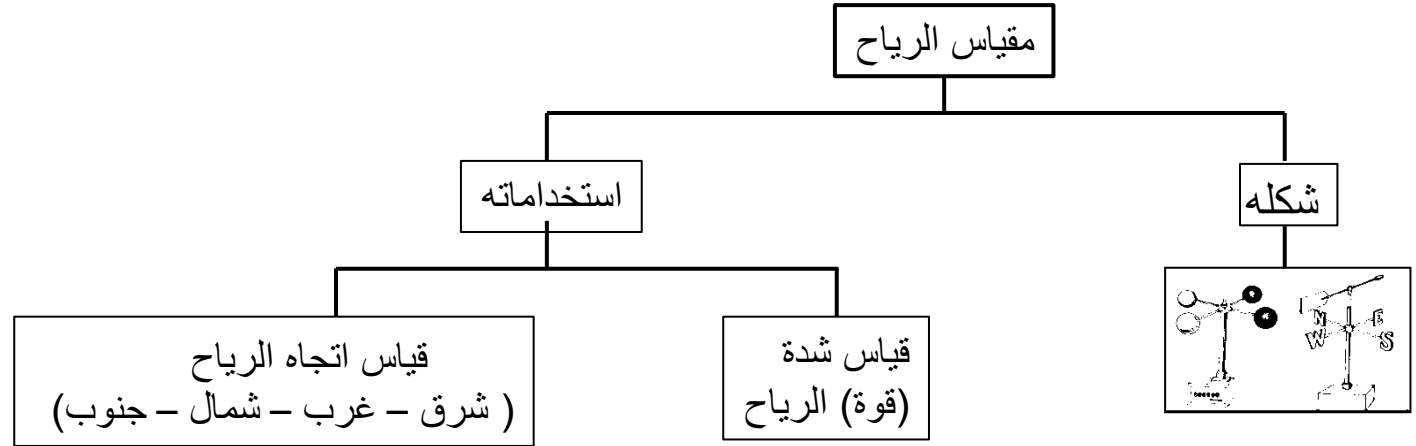 مقياس الرياح
شكله
استخداماته
قياس شدة
(قوة) الرياح
قياس اتجاه الرياح
( شرق – غرب – شمال – جنوب)
N E
W S